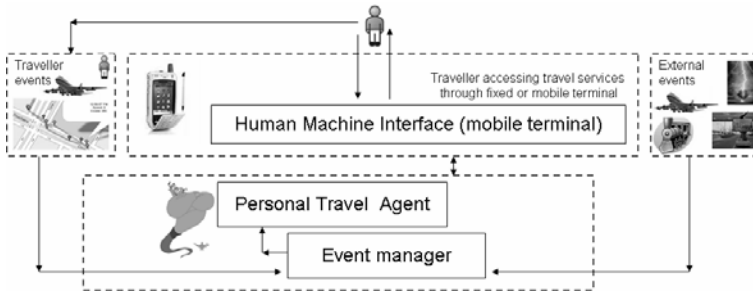 Traveller
events
Traveller accessing travel services
through fixed or mobile terminal
External
events
Human Machine Interface (mobile terminal)
Personal Travel Agent
Event manager